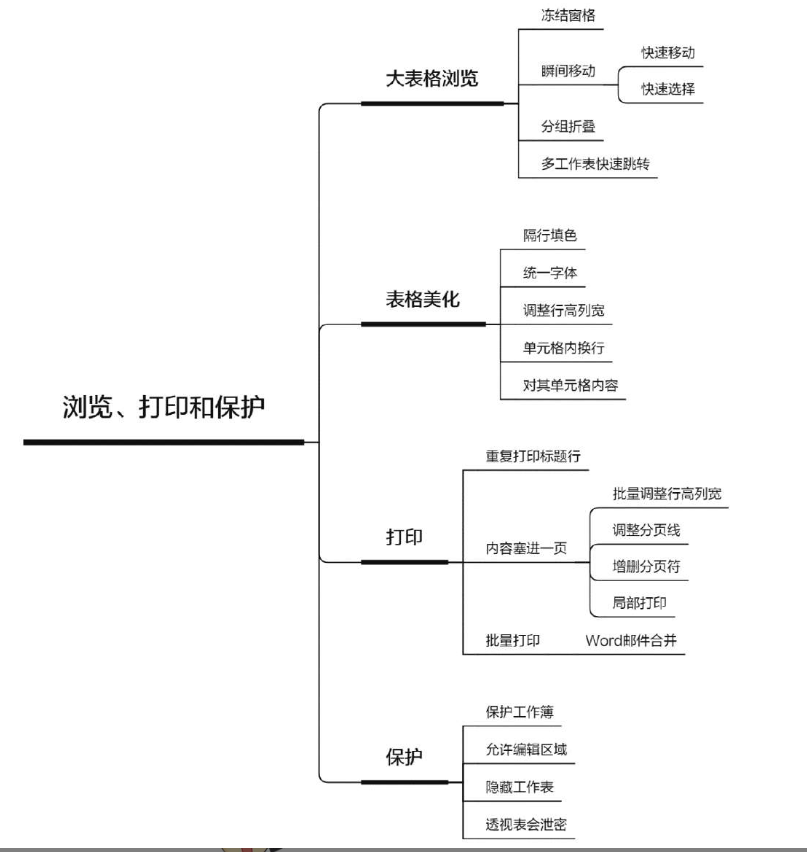 浏览、打印和保护
大表格浏览
冻结窗格
瞬间移动
快速移动
快速选择
分组折叠
多工作表快速跳转
表格美化
隔行填色
统一字体
调整行高列宽
单元格内换行
对其单元格内容
打印
重复打印标题行
内容塞进一页
批量调整行高列宽
调整分页线
增删分页符
局部打印
批量打印
Word邮件合并
保护
保护工作簿
允许编辑区域
隐藏工作表
透视表会泄密